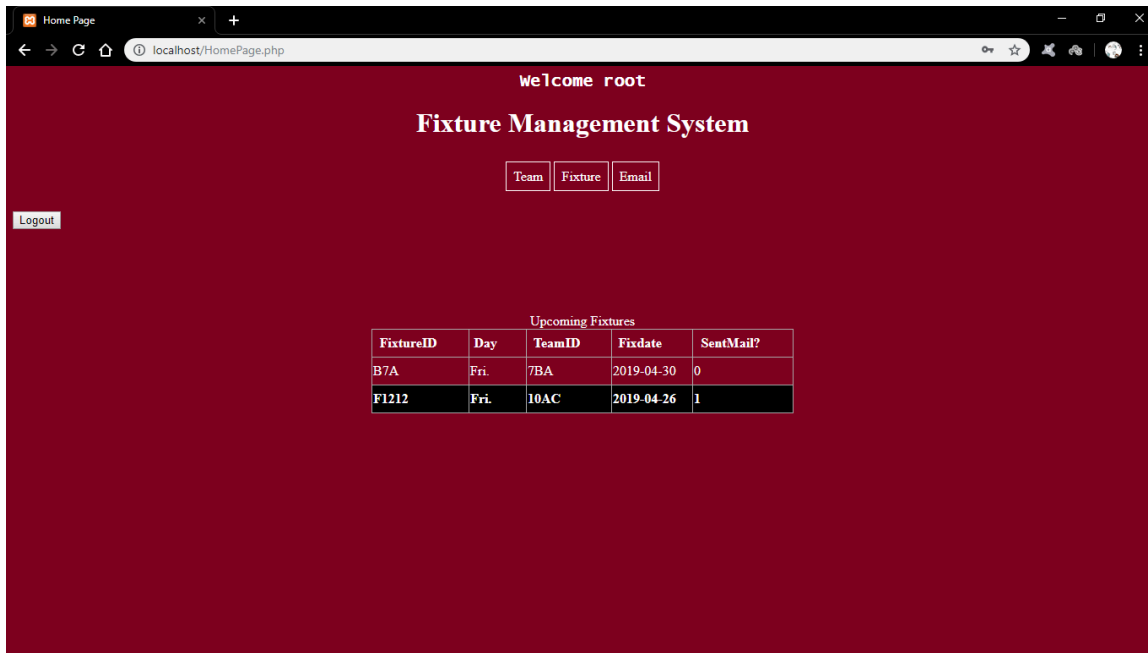 Home Page
localhost/HomePage.php
Welcome root
Fixture Management System
Team Fixture Email
Logout
Upcoming Fixtures
FixtureID Day TeamID Fixdate SentMail?
B7A Fri. 7BA 2019-04-30 0
F1212 Fri. 10AC 2019-04-26 1